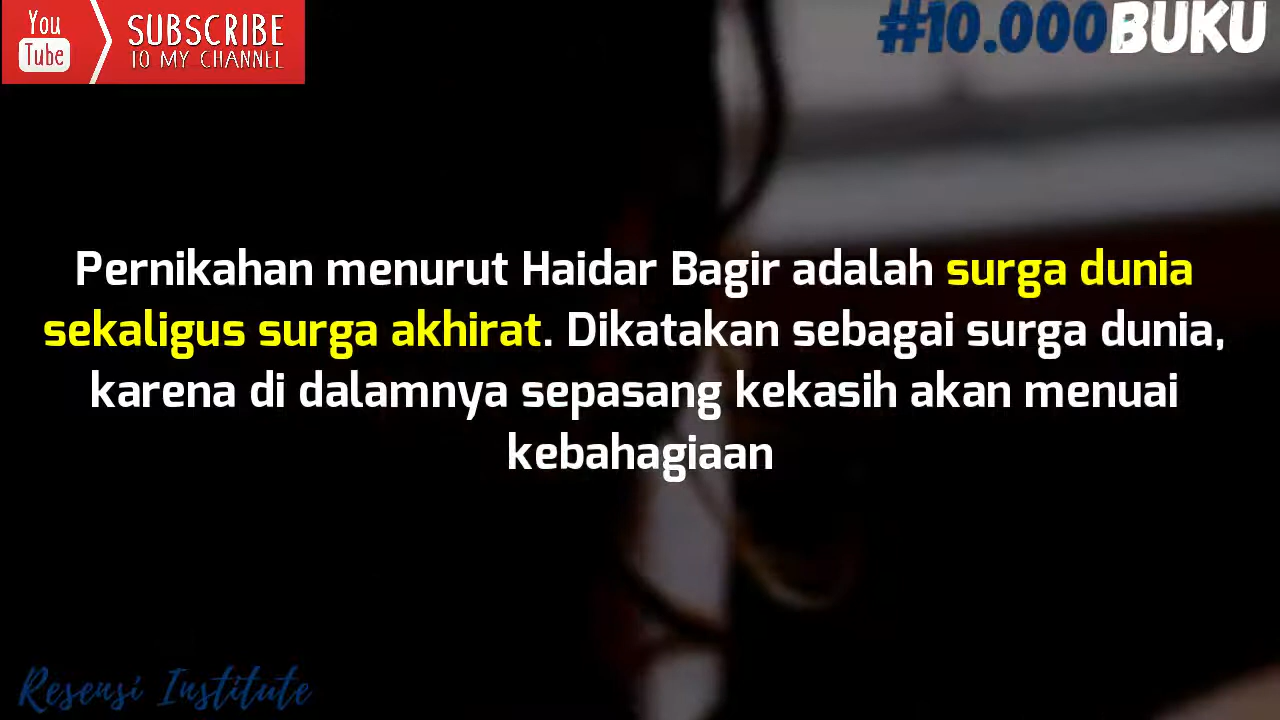 You
Tube
SUBSCRIBE
TO MY CHANNEL
#10.000BUKU
Pernikahan menurut Haidar Bagir adalah surga dunia
sekaligus surga akhirat. Dikatakan sebagai surga dunia,
karena di dalamnya sepasang kekasih akan menuai
kebahagiaan
Resensi Institute